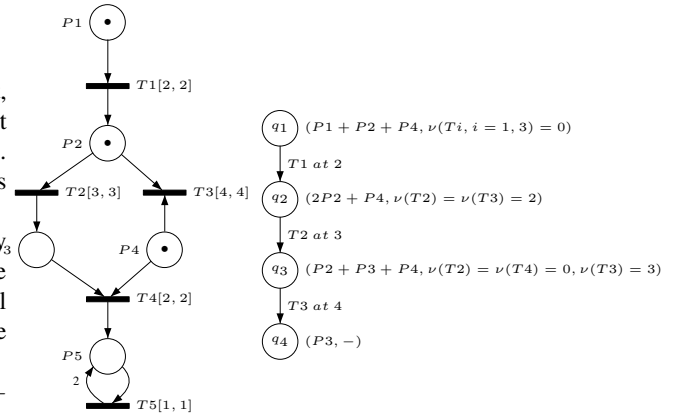 P1
T1[2, 2]
P2
T2[3, 3]
T3[4, 4]
3
P4
T4[2, 2]
P5
2
T5[1, 1]
q1 (P1 + P2 + P4, ν(Ti, i = 1, 3) = 0)
T1 at 2
q2 (2P2 + P4, ν(T2) = ν(T3) = 2)
T2 at 3
q3 (P2 + P3 + P4, ν(T2) = ν(T4) = 0, ν(T3) = 3)
T3 at 4
q4 (P3, −)